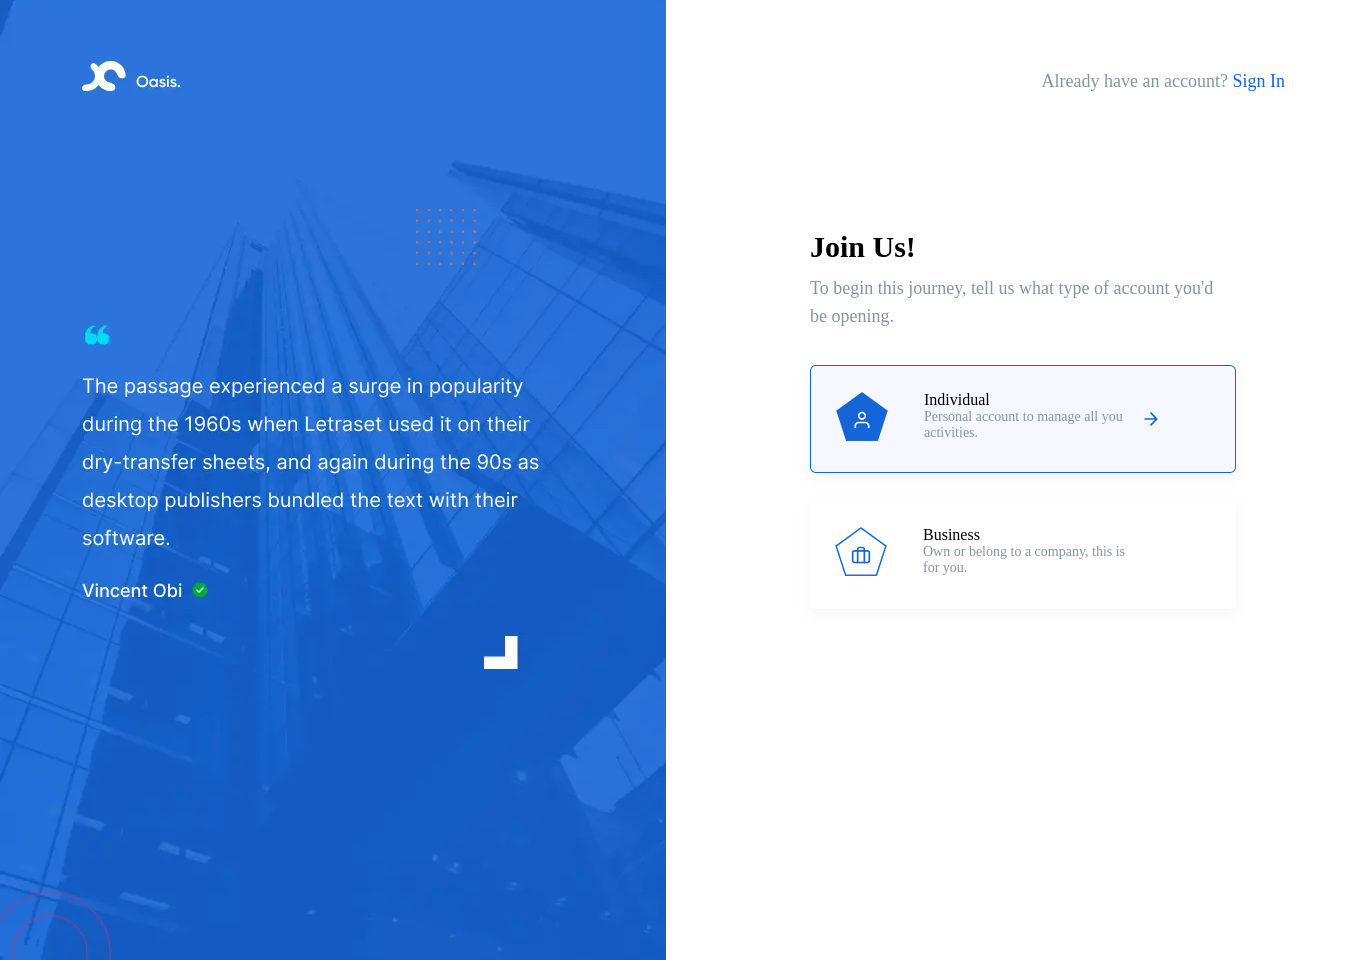 Oasis.
The passage experienced a surge in popularity
during the 1960s when Letraset used it on their
dry-transfer sheets, and again during the 90s as
desktop publishers bundled the text with their
software.
Vincent Obi
Already have an account? Sign In
Join Us!
To begin this journey, tell us what type of account you'd
be opening.
Individual
Personal account to manage all you
activities.
Business
Own or belong to a company, this is
for you.